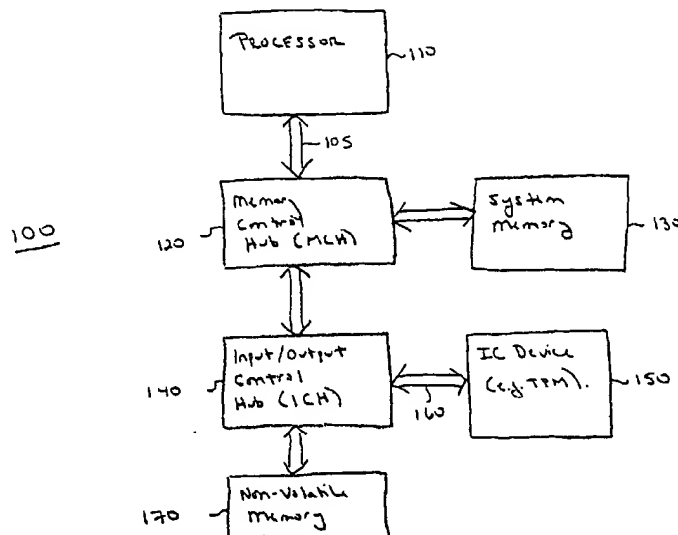 PROCESSOR
110
105
Memory
Control
Hub (MCH)
System
Memory
100
120
130
Input/Output
Control
Hub (ICH)
IC Device
(e.g. TPM).
140
160
150
Non-Volatile
Memory
170